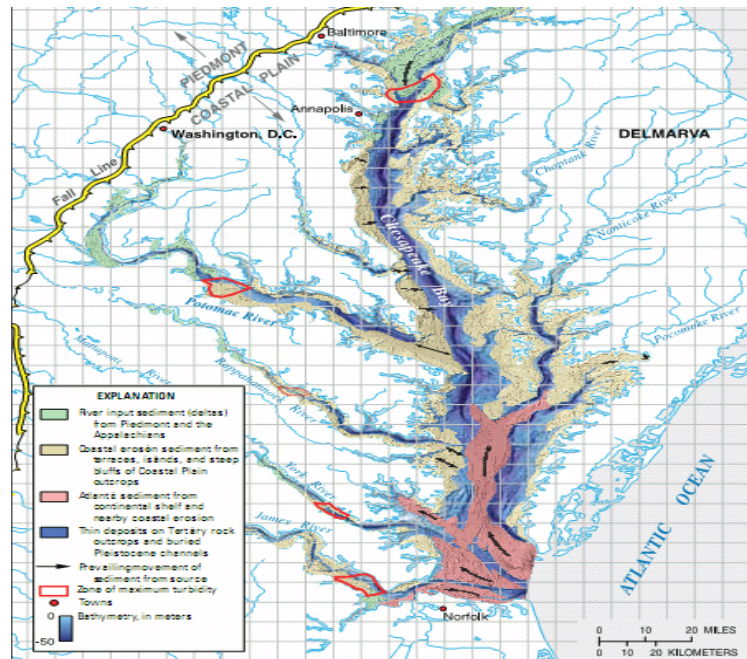 Baltimore
PIEDMONT
COASTAL PLAIN
Annapolis
Washington, D.C.
DELMARVA
Fall Line
Choptank River
Chesapeake Bay
Nanticoke River
Potomac River
Pocomoke River
Mattaponi River
Rappahannock River
EXPLANATION
River input sediment (deltas)
from Piedmont and the
Appalachians
Coastal erosion sediment from
terraces, islands, and steep
bluffs of Coastal Plain
outcrops
Atlantic sediment from
continental shelf and
nearby coastal erosion
Thin deposits on Tertiary rock
outcrops and buried
Pleistocene channels
Prevailing movement of
sediment from source
Zone of maximum turbidity
Towns
0 Bathymetry, in meters
-50
York River
James River
ATLANTIC OCEAN
Norfolk
0 10 20 MILES
0 10 20 KILOMETERS